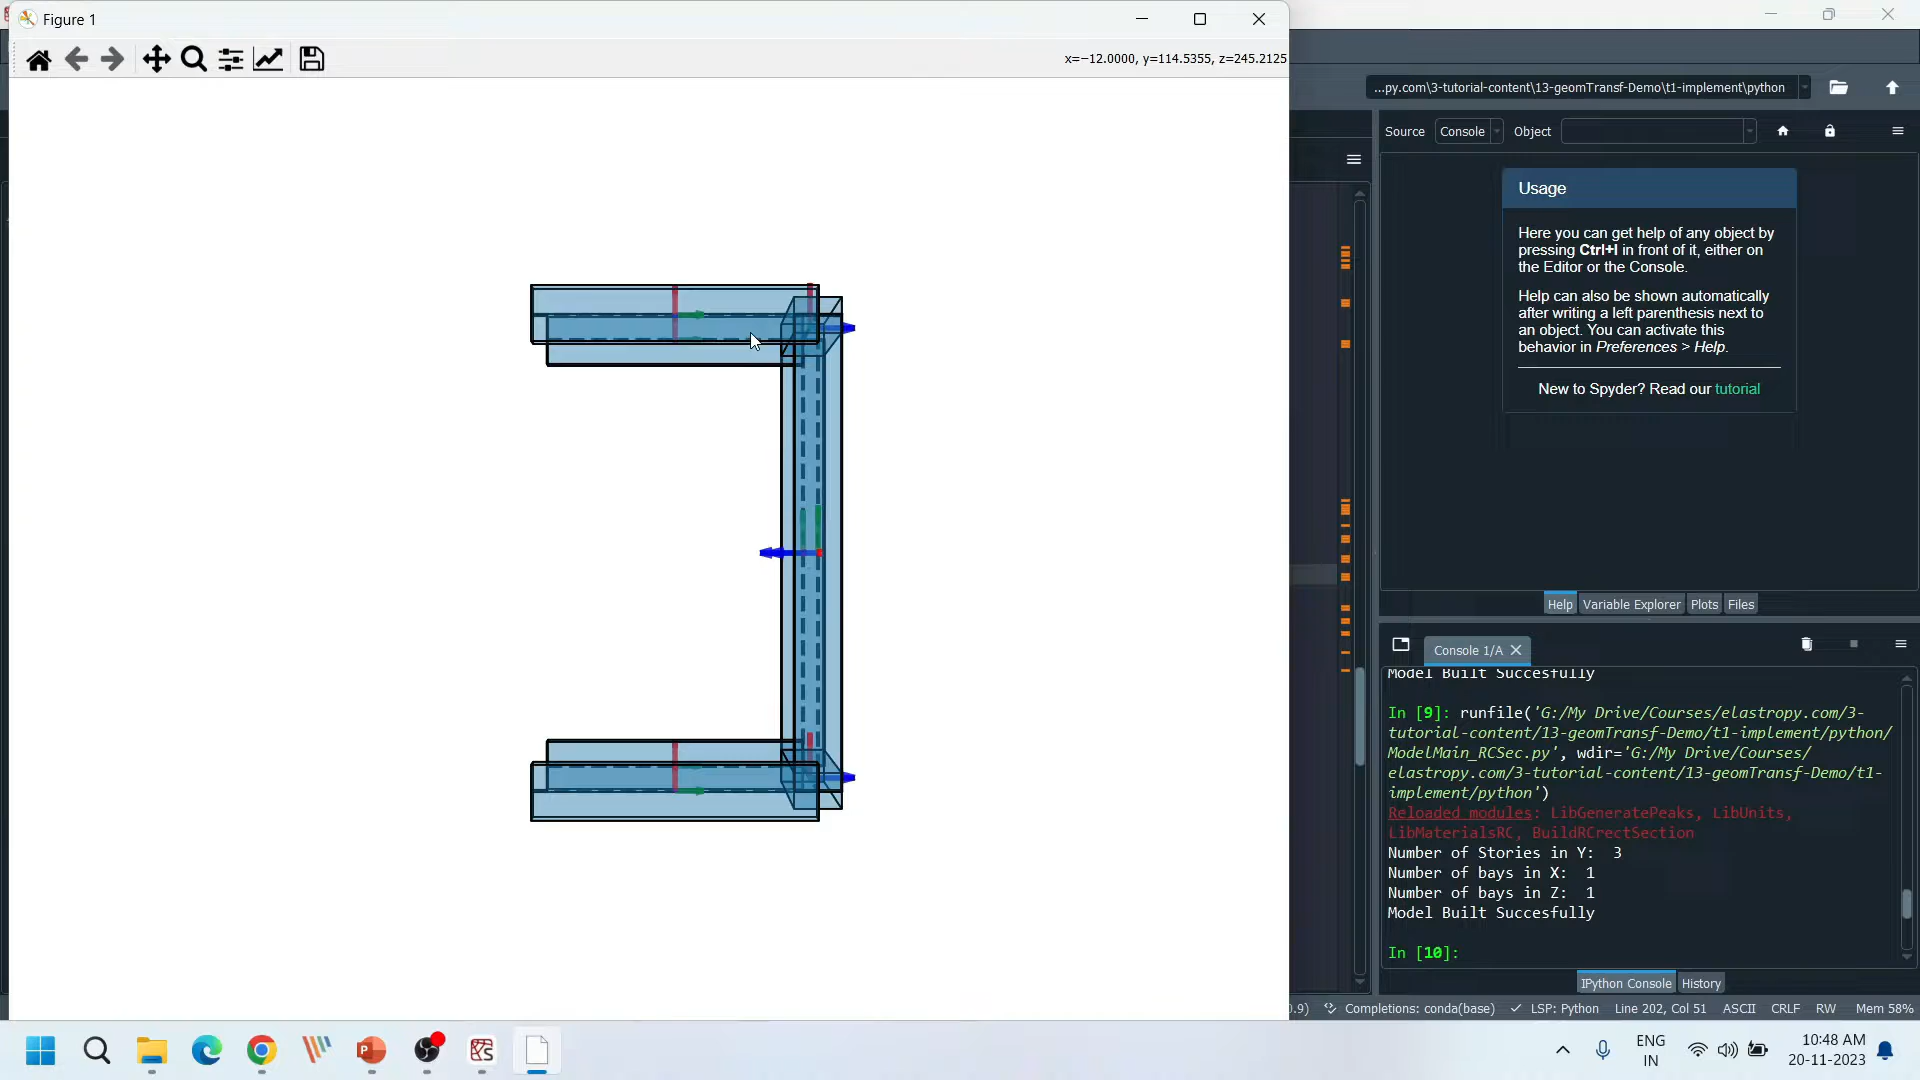 Figure 1
x=−12.0000, y=114.5355, z=245.2125
...py.com\3-tutorial-content\13-geomTransf-Demo\t1-implement\python
Source
Console
Object
Usage
Here you can get help of any object by
pressing Ctrl+I in front of it, either on
the Editor or the Console.
Help can also be shown automatically
after writing a left parenthesis next to
an object. You can activate this
behavior in Preferences > Help.
New to Spyder? Read our tutorial
Help
Variable Explorer
Plots
Files
Console 1/A
Model Built Succesfully
In [9]: runfile('G:/My Drive/Courses/elastropy.com/3-
tutorial-content/13-geomTransf-Demo/t1-implement/python/
ModelMain_RCSec.py', wdir='G:/My Drive/Courses/
elastropy.com/3-tutorial-content/13-geomTransf-Demo/t1-
implement/python')
Reloaded modules: LibGeneratePeaks, LibUnits,
LibMaterialsRC, BuildRCrectSection
Number of Stories in Y:  3
Number of bays in X:  1
Number of bays in Z:  1
Model Built Succesfully
In [10]:
IPython Console
History
.9)
Completions: conda(base)
LSP: Python
Line 202, Col 51
ASCII
CRLF
RW
Mem 58%
ENG
IN
10:48 AM
20-11-2023